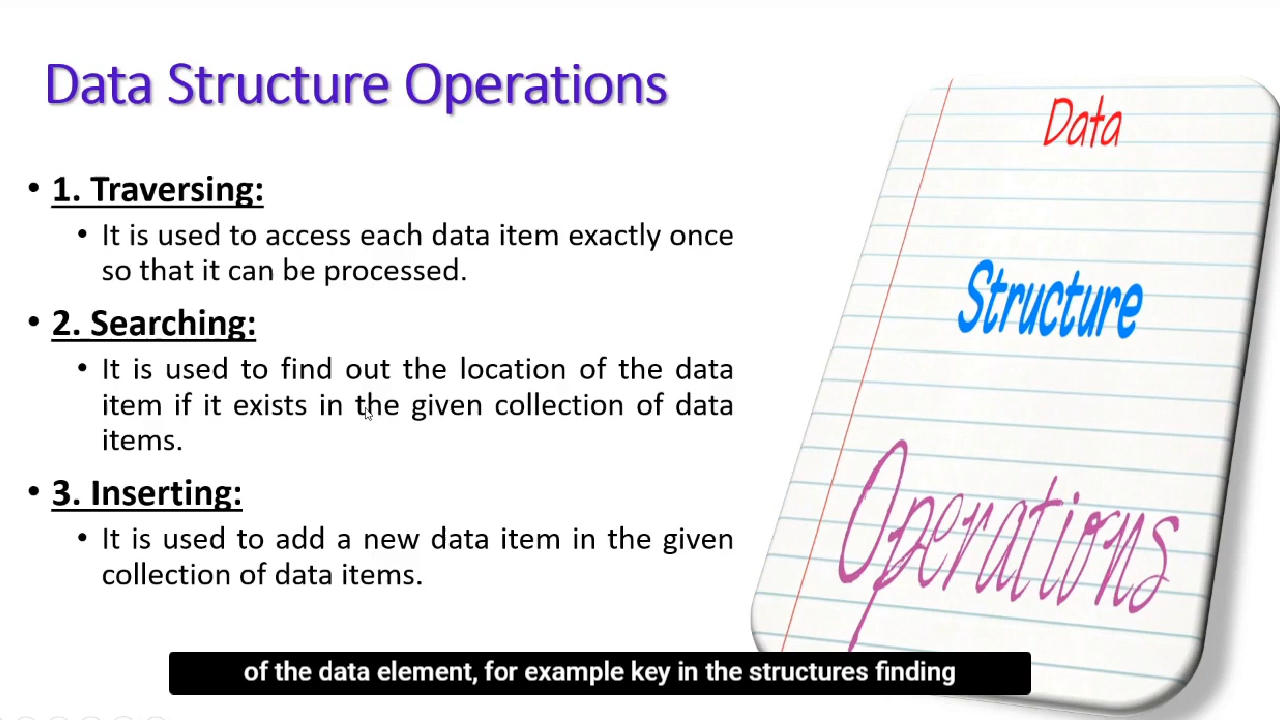 Data Structure Operations
• 1. Traversing:
• It is used to access each data item exactly once
so that it can be processed.
• 2. Searching:
• It is used to find out the location of the data
item if it exists in the given collection of data
items.
• 3. Inserting:
• It is used to add a new data item in the given
collection of data items.
Data
Structure
Operations
of the data element, for example key in the structures finding